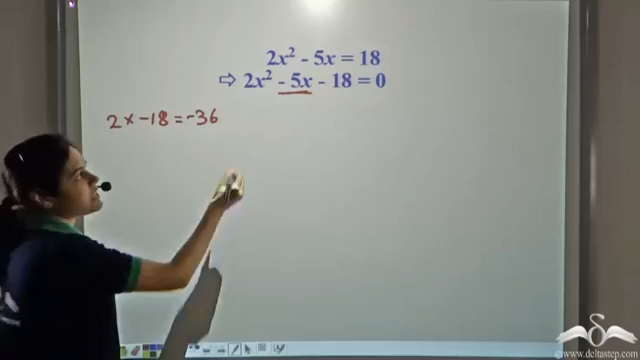 2x² - 5x = 18
⇨ 2x² - 5x - 18 = 0
2 x -18 = -36
@www.deltastep.com